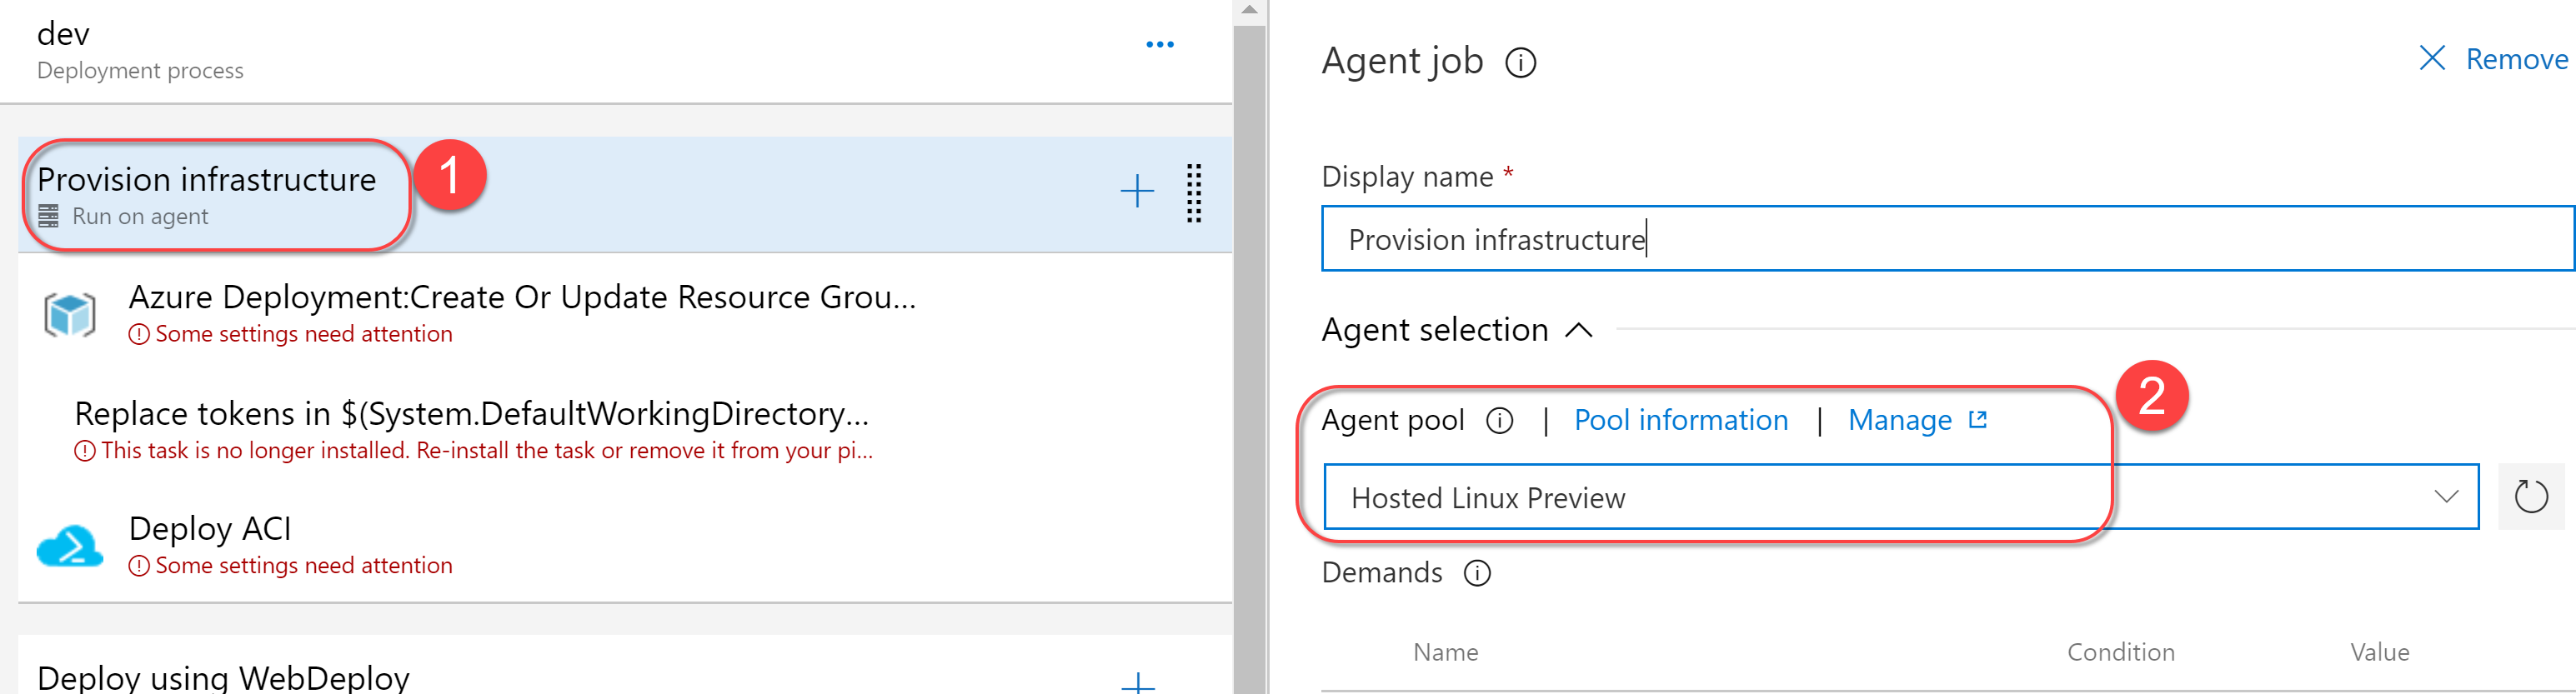 dev
Deployment process
Provision infrastructure
Run on agent
1
Azure Deployment:Create Or Update Resource Grou...
Some settings need attention
Replace tokens in $(System.DefaultWorkingDirectory...
This task is no longer installed. Re-install the task or remove it from your pi...
Deploy ACI
Some settings need attention
Deploy using WebDeploy
Agent job
Remove
Display name *
Provision infrastructure
Agent selection
Agent pool | Pool information | Manage
2
Hosted Linux Preview
Demands
Name Condition Value